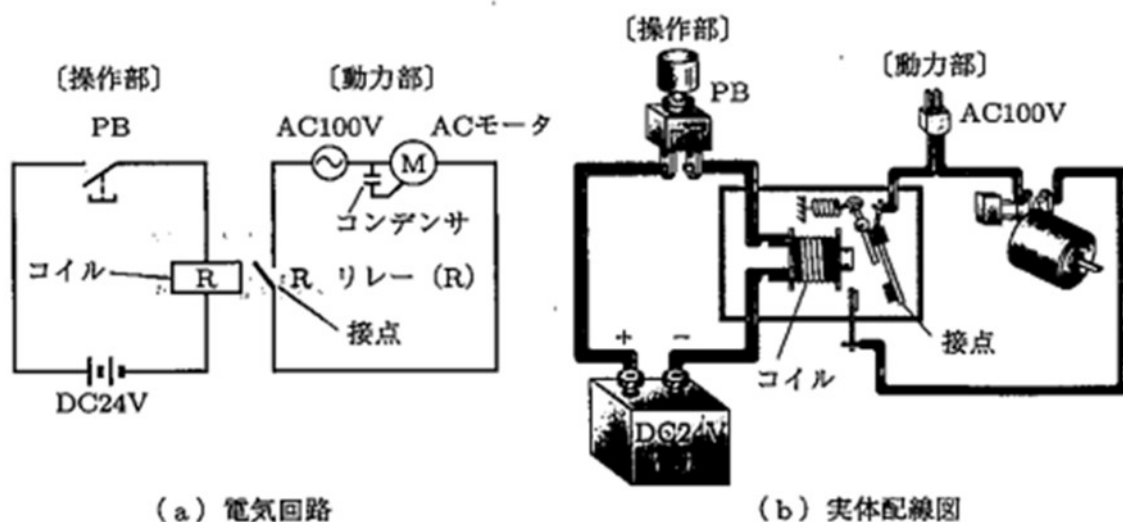 〔操作部〕
PB
〔動力部〕
AC100V
ACモータ
M
コンデンサ
コイル
R
R
リレー（R）
接点
DC24V
（a）電気回路
〔操作部〕
PB
〔動力部〕
AC100V
接点
コイル
+
−
DC24V
（b）実体配線図